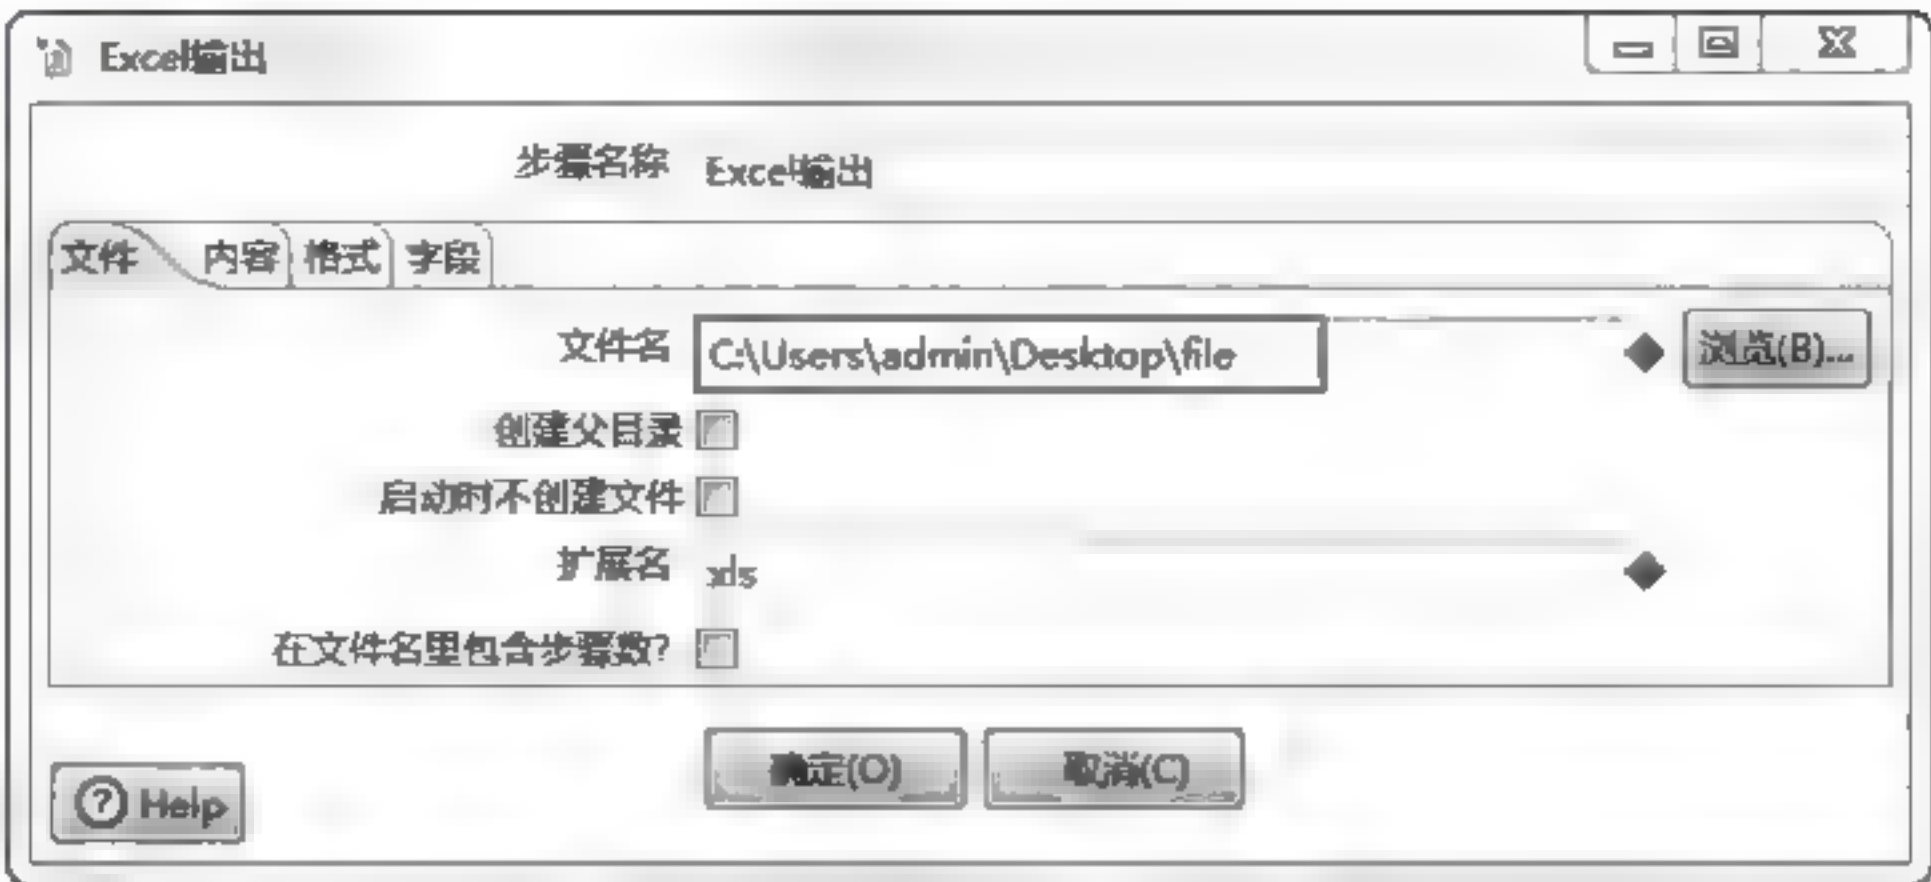 Excel输出
步骤名称 Excel输出
文件 内容 格式 字段
文件名 C:\Users\admin\Desktop\file 浏览(B)...
创建父目录
启动时不创建文件
扩展名 xls
在文件名里包含步骤数?
确定(O) 取消(C)
Help